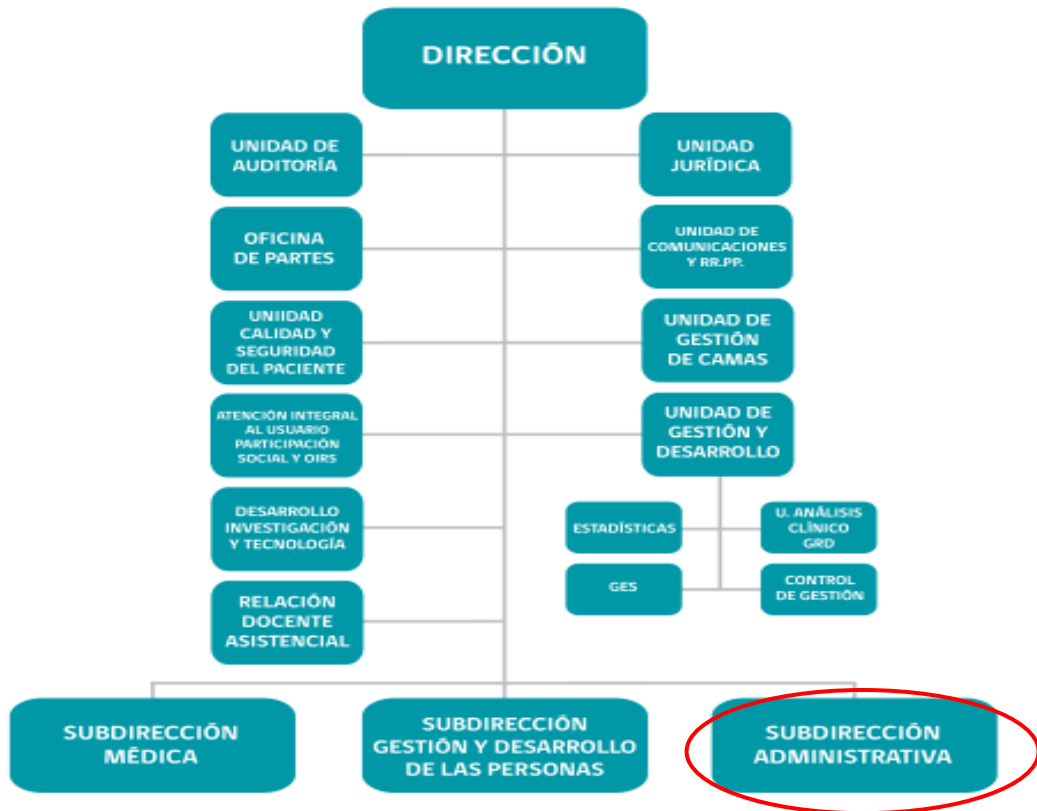 DIRECCIÓN
UNIDAD DE
AUDITORÍA
UNIDAD
JURÍDICA
OFICINA
DE PARTES
UNIDAD DE
COMUNICACIONES
Y RR.PP.
UNIIDAD
CALIDAD Y
SEGURIDAD
DEL PACIENTE
UNIDAD DE
GESTIÓN
DE CAMAS
ATENCIÓN INTEGRAL
AL USUARIO
PARTICIPACIÓN
SOCIAL Y OIRS
UNIDAD DE
GESTIÓN Y
DESARROLLO
DESARROLLO
INVESTIGACIÓN
Y TECNOLOGÍA
ESTADÍSTICAS
U. ANÁLISIS
CLÍNICO
GRD
GES
CONTROL
DE GESTIÓN
RELACIÓN
DOCENTE
ASISTENCIAL
SUBDIRECCIÓN
MÉDICA
SUBDIRECCIÓN
GESTIÓN Y DESARROLLO
DE LAS PERSONAS
SUBDIRECCIÓN
ADMINISTRATIVA